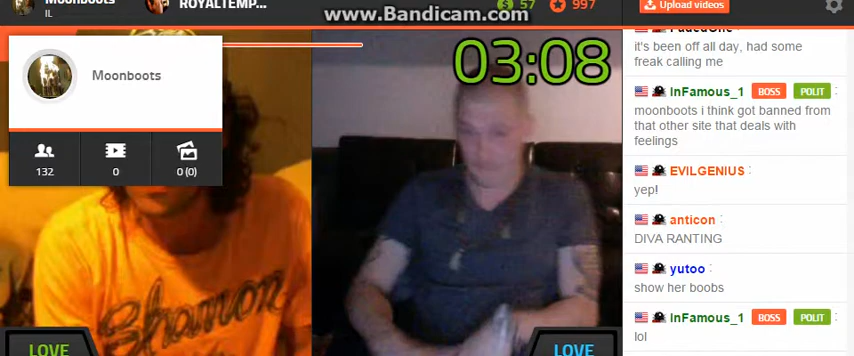 Moonboots
IL
ROYALTEMP...
www.Bandicam.com
57
997
Upload videos
Moonboots
132
0
0 (0)
03:08
Shannon
LOVE
LOVE
FadedOne
it's been off all day, had some
freak calling me
InFamous_1 BOSS POLIT :
moonboots i think got banned from
that other site that deals with
feelings
EVILGENIUS :
yep!
anticon :
DIVA RANTING
yutoo :
show her boobs
InFamous_1 BOSS POLIT :
lol